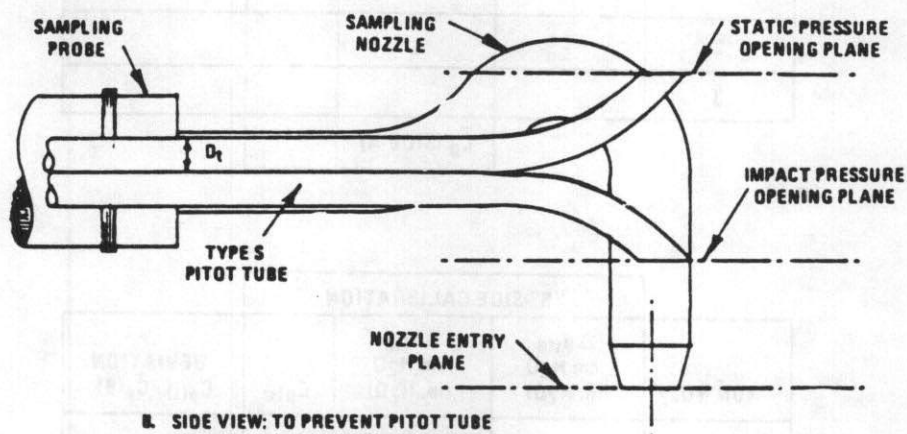 SAMPLING
PROBE
SAMPLING
NOZZLE
STATIC PRESSURE
OPENING PLANE
Dt
IMPACT PRESSURE
OPENING PLANE
TYPE S
PITOT TUBE
NOZZLE ENTRY
PLANE
B. SIDE VIEW: TO PREVENT PITOT TUBE